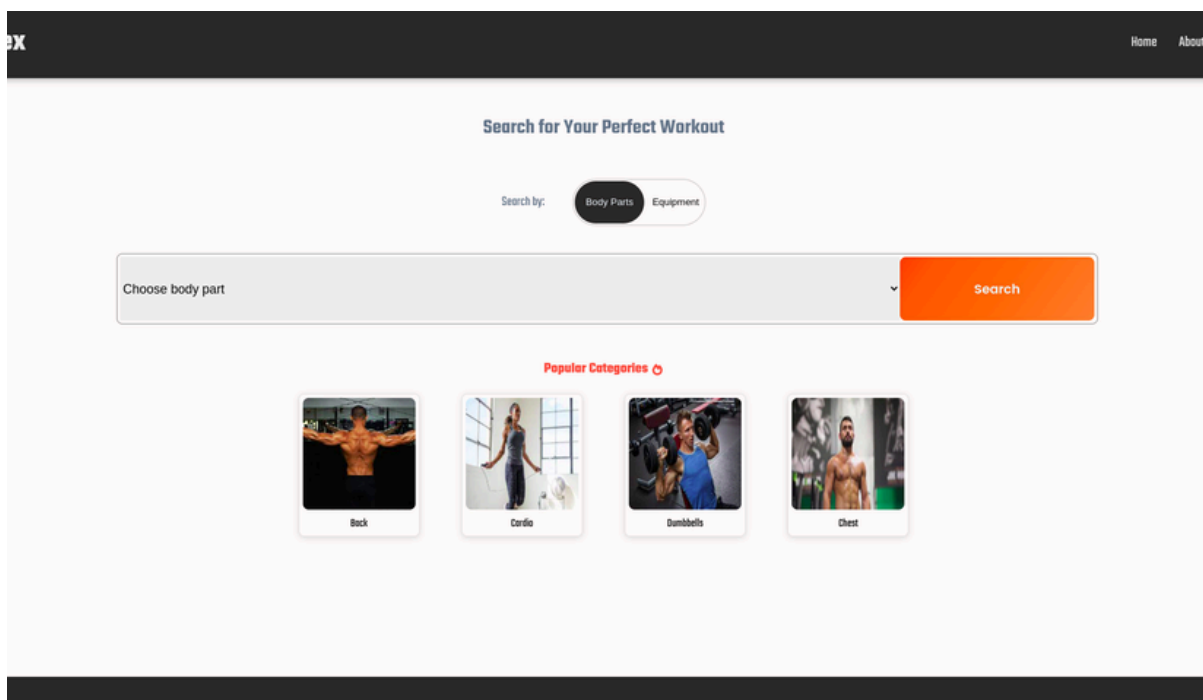 ex
Home About
Search for Your Perfect Workout
Search by: Body Parts Equipment
Choose body part Search
Popular Categories
Back Cardio Dumbbells Chest